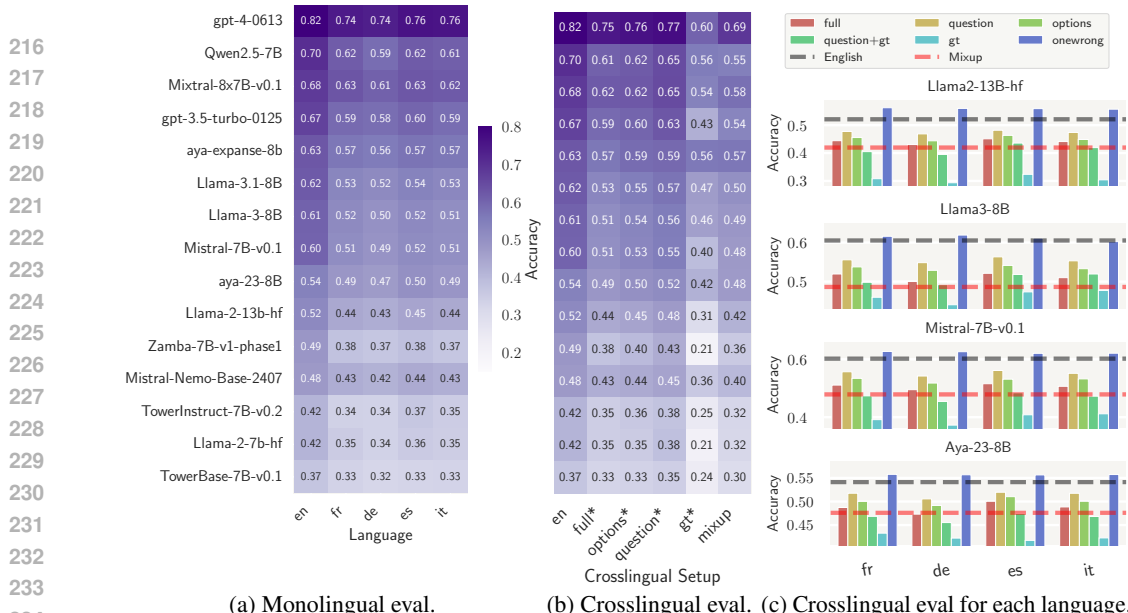 216
217
218
219
220
221
222
223
224
225
226
227
228
229
230
231
232
233
gpt-4-0613 0.82 0.74 0.74 0.76 0.76
Qwen2.5-7B 0.70 0.62 0.59 0.62 0.61
Mixtral-8x7B-v0.1 0.68 0.63 0.61 0.63 0.62
gpt-3.5-turbo-0125 0.67 0.59 0.58 0.60 0.59
aya-expanse-8b 0.63 0.57 0.56 0.57 0.57
Llama-3.1-8B 0.62 0.53 0.52 0.54 0.53
Llama-3-8B 0.61 0.52 0.50 0.52 0.51
Mistral-7B-v0.1 0.60 0.51 0.49 0.52 0.51
aya-23-8B 0.54 0.49 0.47 0.50 0.49
Llama-2-13b-hf 0.52 0.44 0.43 0.45 0.44
Zamba-7B-v1-phase1 0.49 0.38 0.37 0.38 0.37
Mistral-Nemo-Base-2407 0.48 0.43 0.42 0.44 0.43
TowerInstruct-7B-v0.2 0.42 0.34 0.34 0.37 0.35
Llama-2-7b-hf 0.42 0.35 0.34 0.36 0.35
TowerBase-7B-v0.1 0.37 0.33 0.32 0.33 0.33
en fr de es it
Language
0.8
0.7
0.6
0.5
0.4
0.3
0.2
Accuracy
(a) Monolingual eval.
0.82 0.75 0.76 0.77 0.60 0.69
0.70 0.61 0.62 0.65 0.56 0.55
0.68 0.62 0.62 0.65 0.54 0.58
0.67 0.59 0.60 0.63 0.43 0.54
0.63 0.57 0.59 0.59 0.56 0.57
0.62 0.53 0.55 0.57 0.47 0.50
0.61 0.51 0.54 0.56 0.46 0.49
0.60 0.51 0.53 0.55 0.40 0.48
0.54 0.49 0.50 0.52 0.42 0.48
0.52 0.44 0.45 0.48 0.31 0.42
0.49 0.38 0.40 0.43 0.21 0.36
0.48 0.43 0.44 0.45 0.36 0.40
0.42 0.35 0.36 0.38 0.25 0.32
0.42 0.35 0.35 0.38 0.21 0.32
0.37 0.33 0.33 0.35 0.24 0.30
en full* options* question* gt* mixup
Crosslingual Setup
(b) Crosslingual eval.
full question options
question+gt gt onewrong
English Mixup
Llama2-13B-hf
Accuracy
0.5
0.4
0.3
Llama3-8B
Accuracy
0.6
0.5
Mistral-7B-v0.1
Accuracy
0.6
0.4
Aya-23-8B
Accuracy
0.55
0.50
0.45
fr de es it
(c) Crosslingual eval for each language.